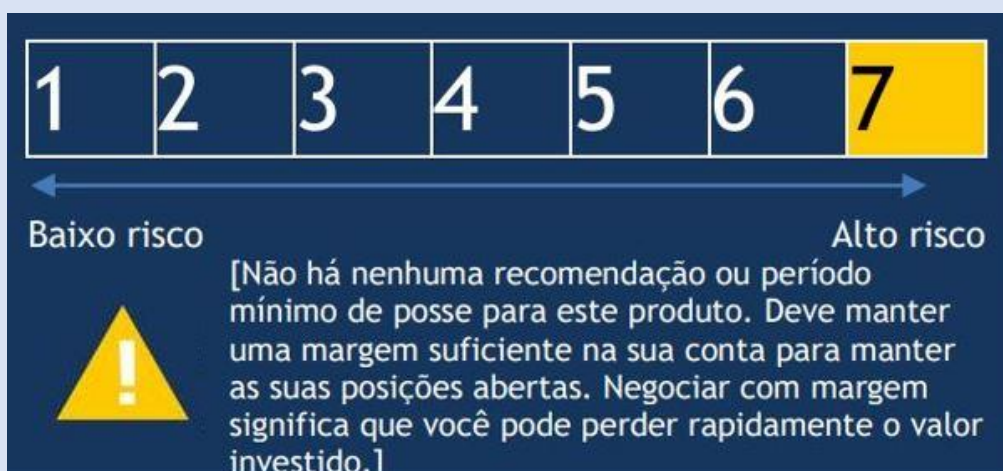 1 2 3 4 5 6 7
Baixo risco Alto risco
[Não há nenhuma recomendação ou período
mínimo de posse para este produto. Deve manter
uma margem suficiente na sua conta para manter
as suas posições abertas. Negociar com margem
significa que você pode perder rapidamente o valor
investido.]